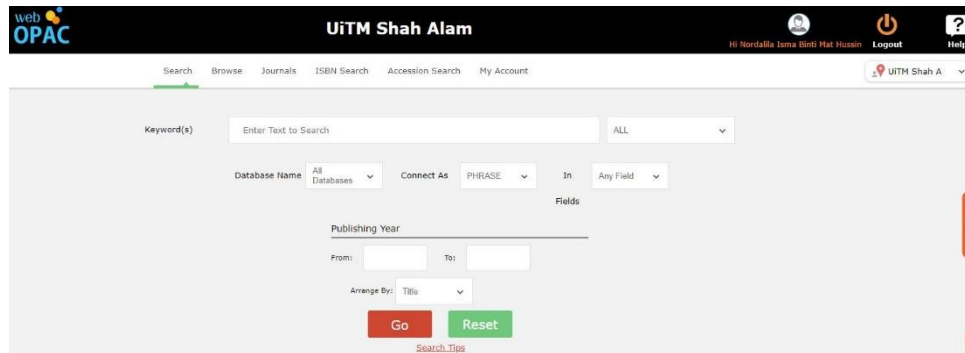 web
OPAC
UiTM Shah Alam
Hi Nordalila Isma Binti Mat Hussin
Logout
Help
Search Browse Journals ISBN Search Accession Search My Account
UiTM Shah A
Keyword(s) Enter Text to Search ALL
Database Name All Databases Connect As PHRASE In Fields Any Field
Publishing Year
From: To:
Arrange By: Title
Go Reset
Search Tips